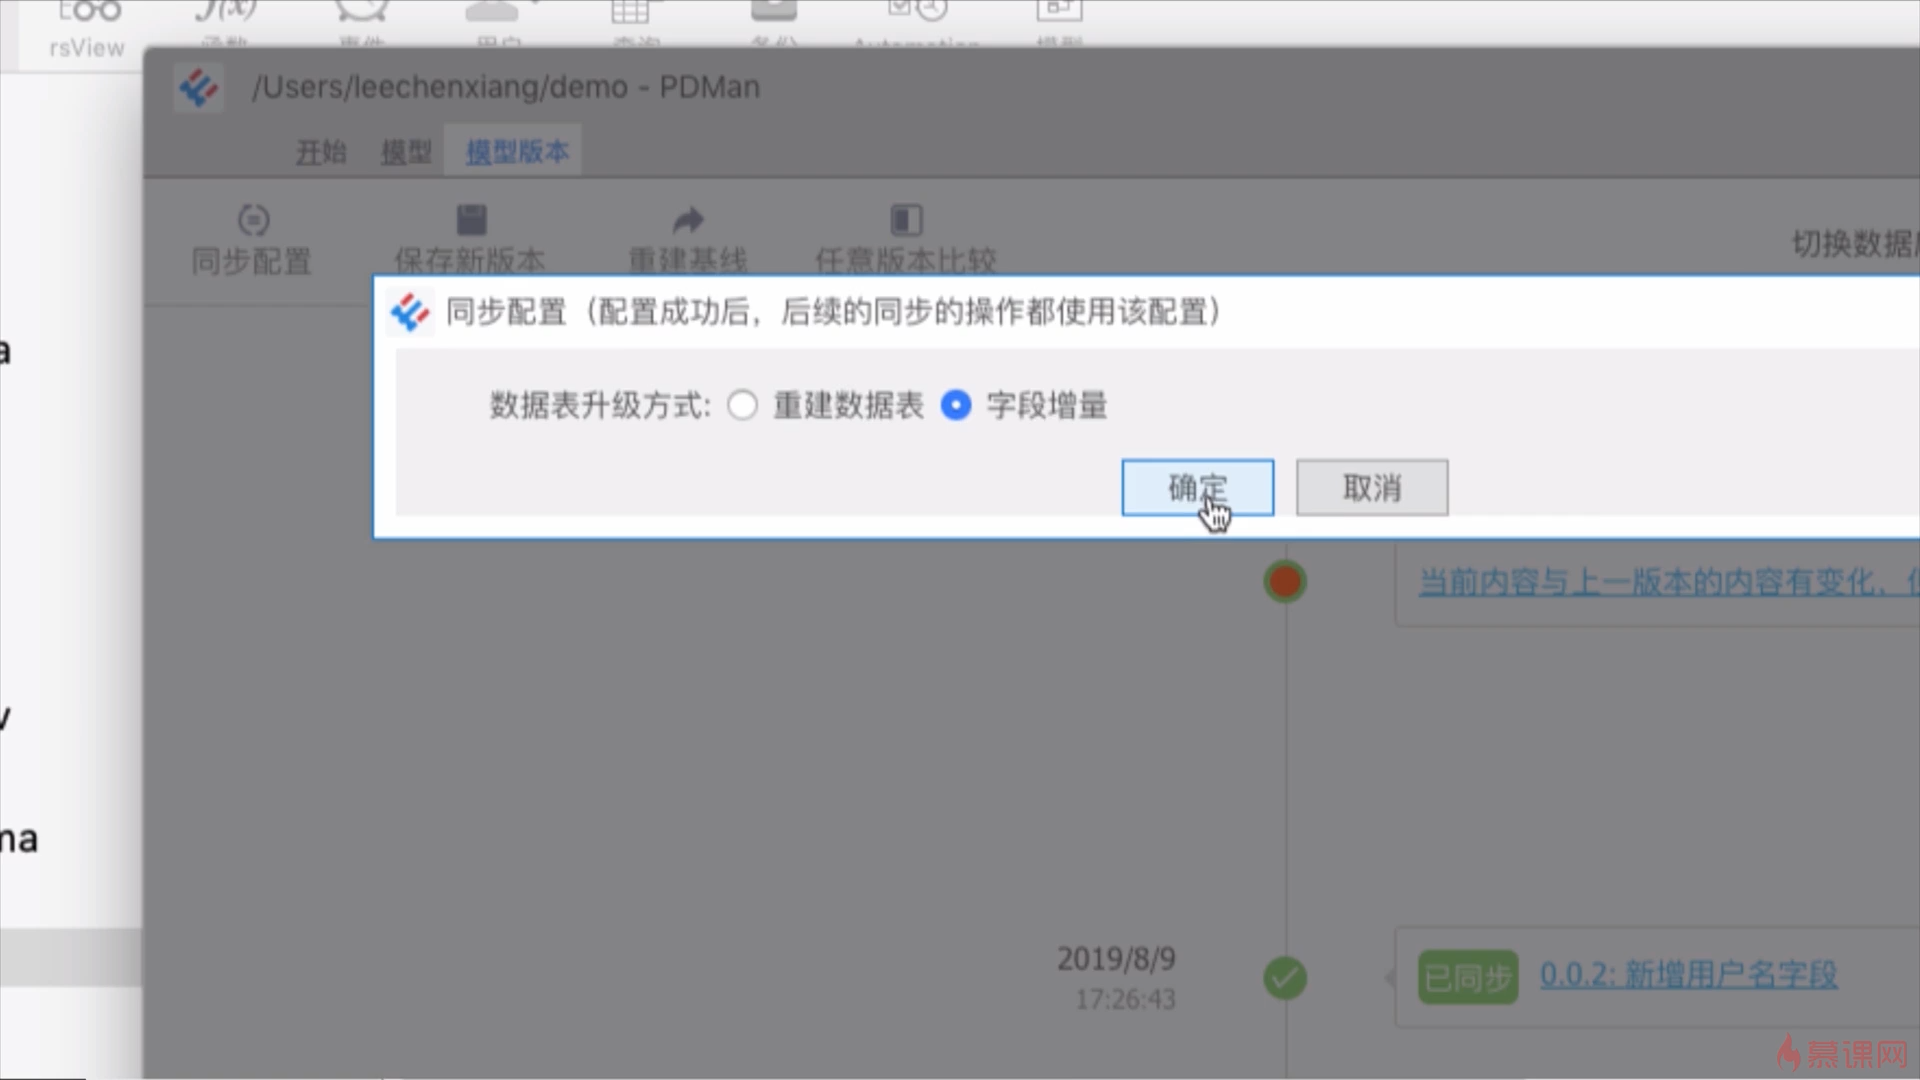 rsView
/Users/leechenxiang/demo - PDMan
开始 模型 模型版本
同步配置 保存新版本 重建基线 任意版本比较
切换数据
同步配置（配置成功后，后续的同步的操作都使用该配置）
a
数据表升级方式: 重建数据表 字段增量
确定 取消
当前内容与上一版本的内容有变化，
ma
2019/8/9
17:26:43
已同步 0.0.2: 新增用户名字段
慕课网